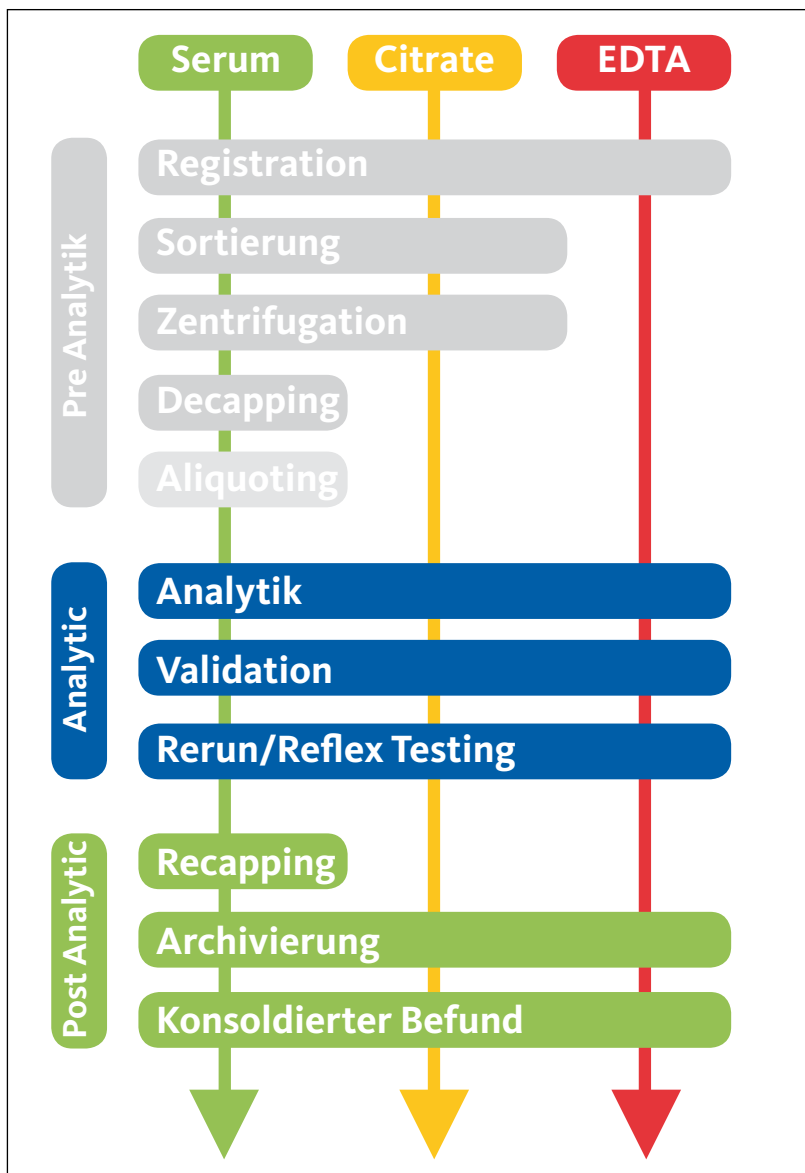 Serum
Citrate
EDTA
Pre Analytik
Registration
Sortierung
Zentrifugation
Decapping
Aliquoting
Analytic
Analytik
Validation
Rerun/Reflex Testing
Post Analytic
Recapping
Archivierung
Konsoldierter Befund